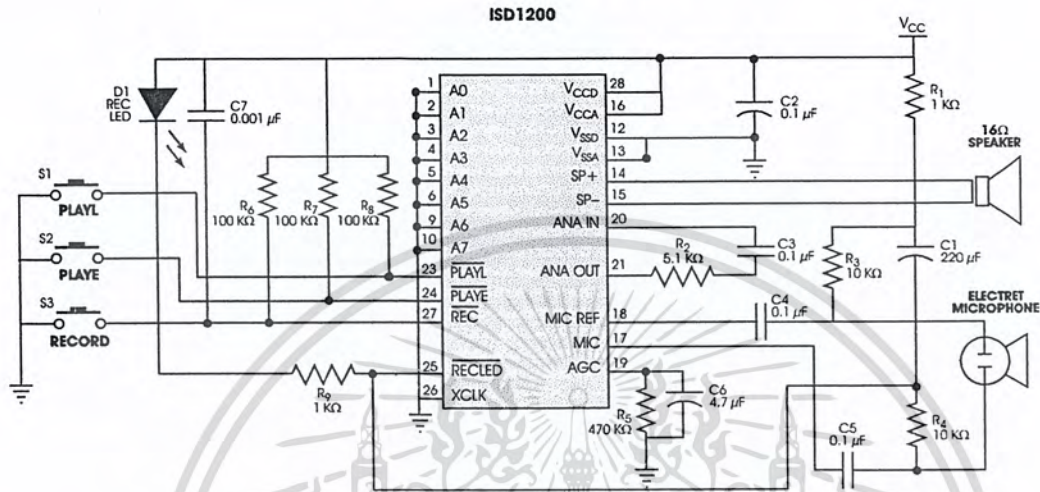 ISD1200
VCC
D1
REC
LED
C7
0.001 µF
S1
PLAYL
S2
PLAYE
S3
RECORD
R6
100 KΩ
R7
100 KΩ
R8
100 KΩ
R9
1 KΩ
1 A0
2 A1
3 A2
4 A3
5 A4
6 A5
9 A6
10 A7
23 PLAYL
24 PLAYE
27 REC
25 RECLED
26 XCLK
VCCD 28
VCCA 16
VSSD 12
VSSA 13
SP+ 14
SP- 15
ANA IN 20
ANA OUT 21
MIC REF 18
MIC 17
AGC 19
C2
0.1 µF
R1
1 KΩ
16Ω
SPEAKER
R2
5.1 KΩ
C3
0.1 µF
R3
10 KΩ
C1
220 µF
C4
0.1 µF
ELECTRET
MICROPHONE
R5
470 KΩ
C6
4.7 µF
R4
10 KΩ
C5
0.1 µF